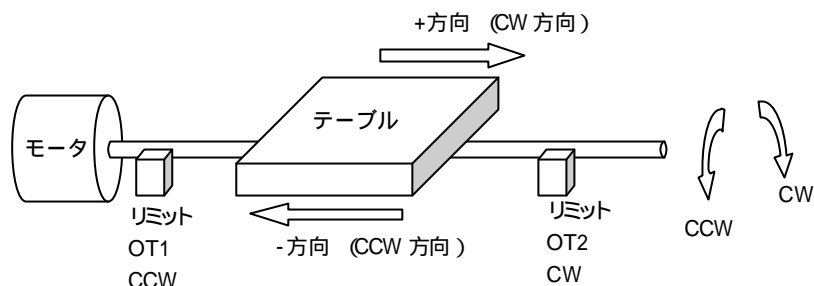 +方向 (CW 方向)
テーブル
モータ
リミット
OT1
CCW
-方向 (CCW 方向)
リミット
OT2
CW
CCW
CW